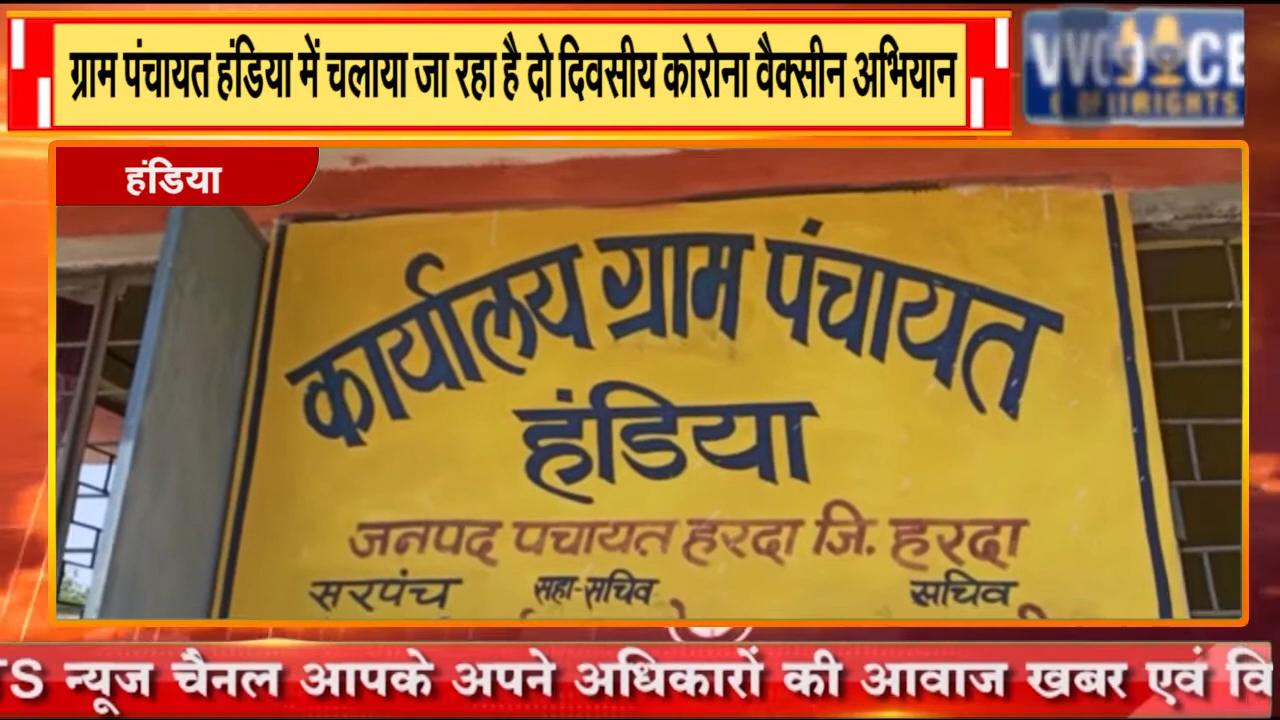 ग्राम पंचायत हंडिया में चलाया जा रहा है दो दिवसीय कोरोना वैक्सीन अभियान
हंडिया
कार्यालय ग्राम पंचायत
हंडिया
जनपद पचायत हरदा जि. हरदा
सरपंच सहा-सचिव सचिव
TS न्यूज चैनल आपके अपने अधिकारों की आवाज खबर एवं वि